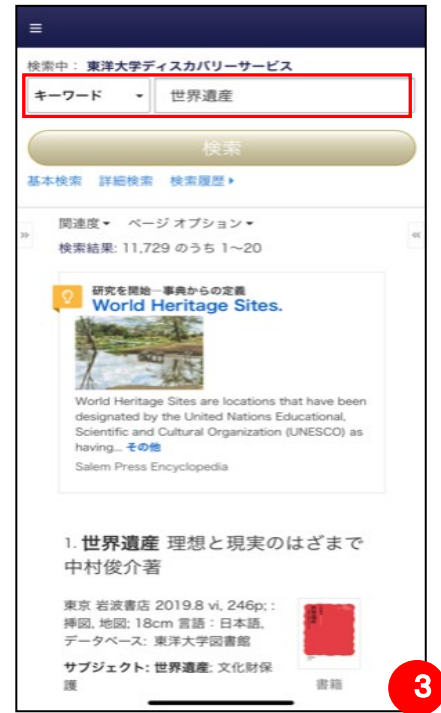 ≡
検索中： 東洋大学ディスカバリーサービス
キーワード 世界遺産
検索
基本検索 詳細検索 検索履歴
関連度 ページ オプション
» «
検索結果: 11,729 のうち 1～20
研究を開始—事典からの定義
World Heritage Sites.
World Heritage Sites are locations that have been
designated by the United Nations Educational,
Scientific and Cultural Organization (UNESCO) as
having... その他
Salem Press Encyclopedia
1. 世界遺産 理想と現実のはざまで
中村俊介著
東京 岩波書店 2019.8 vi, 246p; :
挿図, 地図; 18cm 言語：日本語,
データベース: 東洋大学図書館
サブジェクト: 世界遺産; 文化財保
護
書籍
3